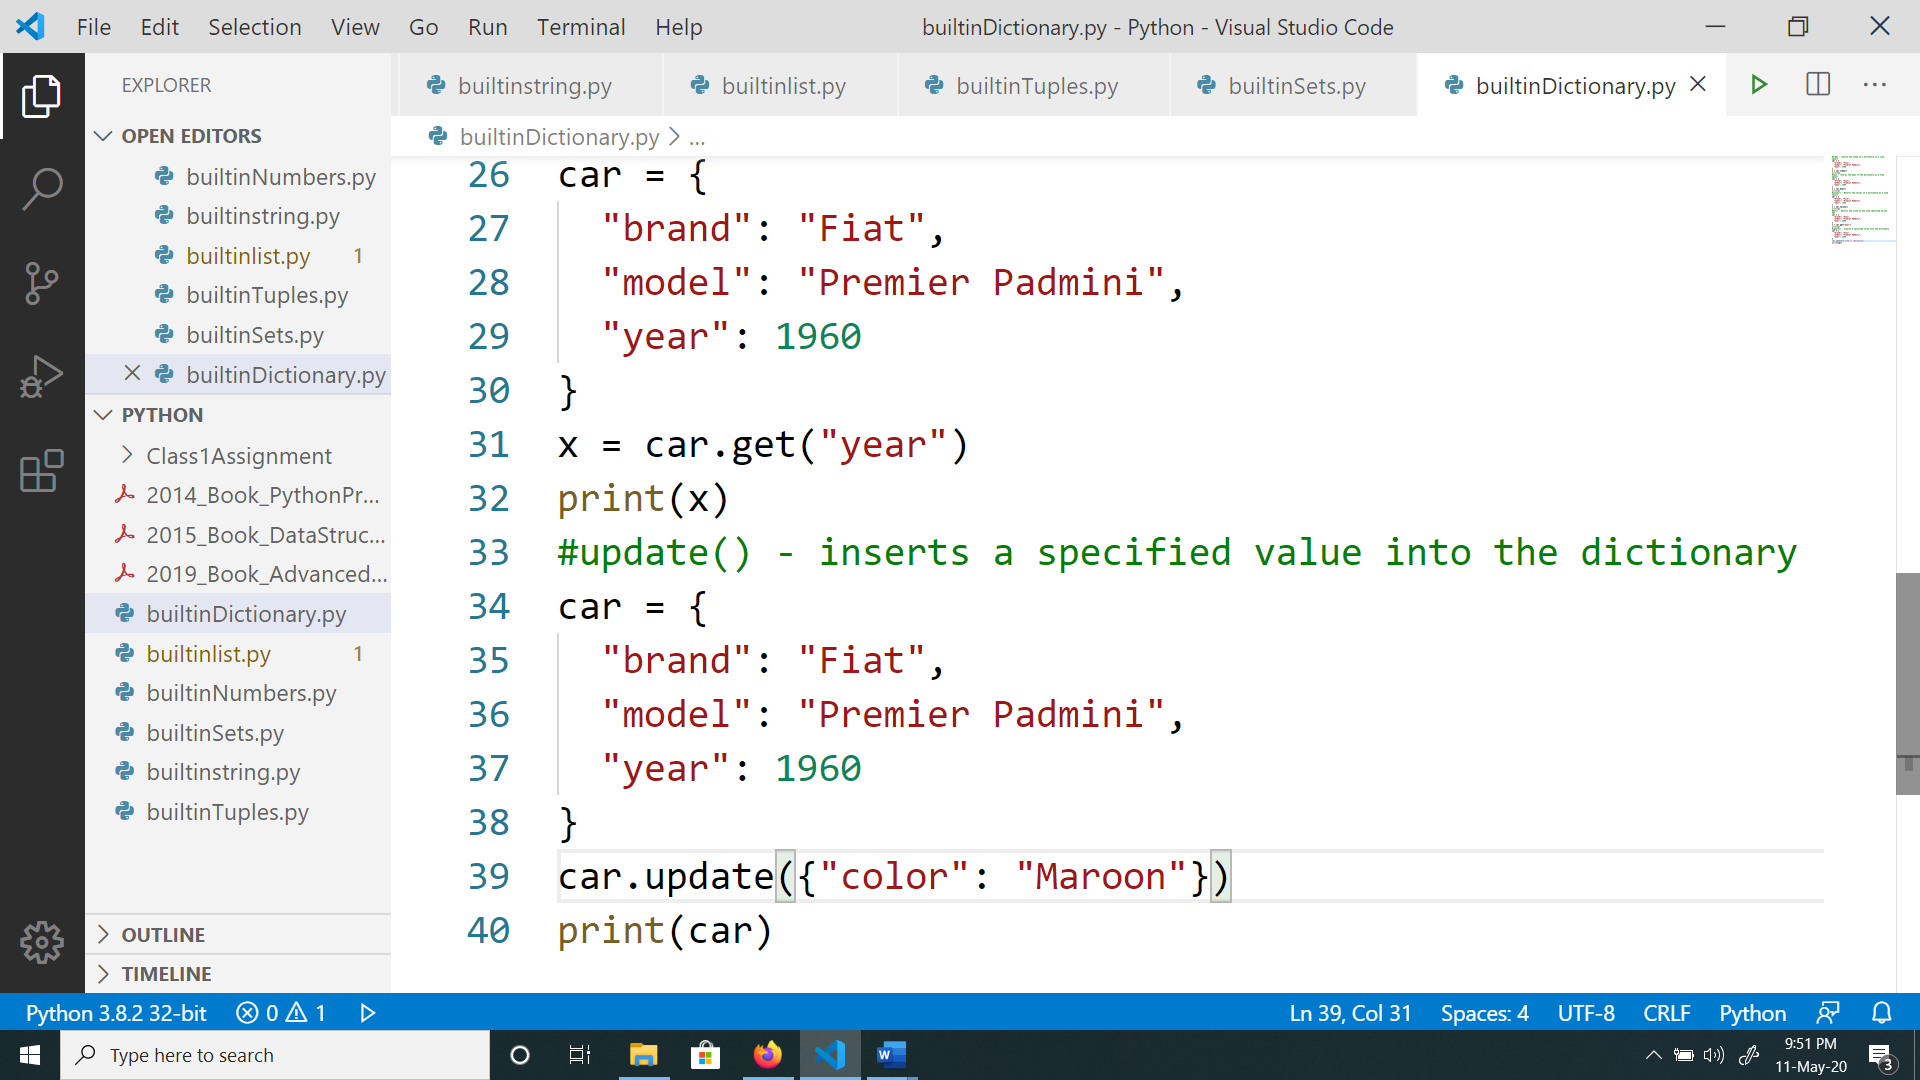 File Edit Selection View Go Run Terminal Help
builtinDictionary.py - Python - Visual Studio Code
EXPLORER
builtinstring.py
builtinlist.py
builtinTuples.py
builtinSets.py
builtinDictionary.py
OPEN EDITORS
builtinNumbers.py
builtinstring.py
builtinlist.py 1
builtinTuples.py
builtinSets.py
builtinDictionary.py
PYTHON
Class1Assignment
2014_Book_PythonPr...
2015_Book_DataStruc...
2019_Book_Advanced...
builtinDictionary.py
builtinlist.py 1
builtinNumbers.py
builtinSets.py
builtinstring.py
builtinTuples.py
OUTLINE
TIMELINE
builtinDictionary.py > ...
26 car = {
27 "brand": "Fiat",
28 "model": "Premier Padmini",
29 "year": 1960
30 }
31 x = car.get("year")
32 print(x)
33 #update() - inserts a specified value into the dictionary
34 car = {
35 "brand": "Fiat",
36 "model": "Premier Padmini",
37 "year": 1960
38 }
39 car.update({"color": "Maroon"})
40 print(car)
Python 3.8.2 32-bit 0 1
Ln 39, Col 31 Spaces: 4 UTF-8 CRLF Python
Type here to search
9:51 PM
11-May-20
3